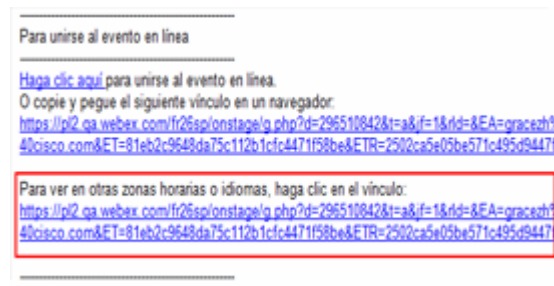 Para unirse al evento en línea
Haga clic aquí para unirse al evento en línea.
O copie y pegue el siguiente vínculo en un navegador:
https://pl2.qa.webex.com/fr26sp/onstage/g.php?d=296510842&t=a&jf=1&rld=&EA=gracezh%
40cisco.com&ET=81eb2c9648da75c112b1cfc4471f58be&ETR=2502ca5e05be571c495d9447f
Para ver en otras zonas horarias o idiomas, haga clic en el vínculo:
https://pl2.qa.webex.com/fr26sp/onstage/g.php?d=296510842&t=a&jf=1&rld=&EA=gracezh%
40cisco.com&ET=81eb2c9648da75c112b1cfc4471f58be&ETR=2502ca5e05be571c495d9447f